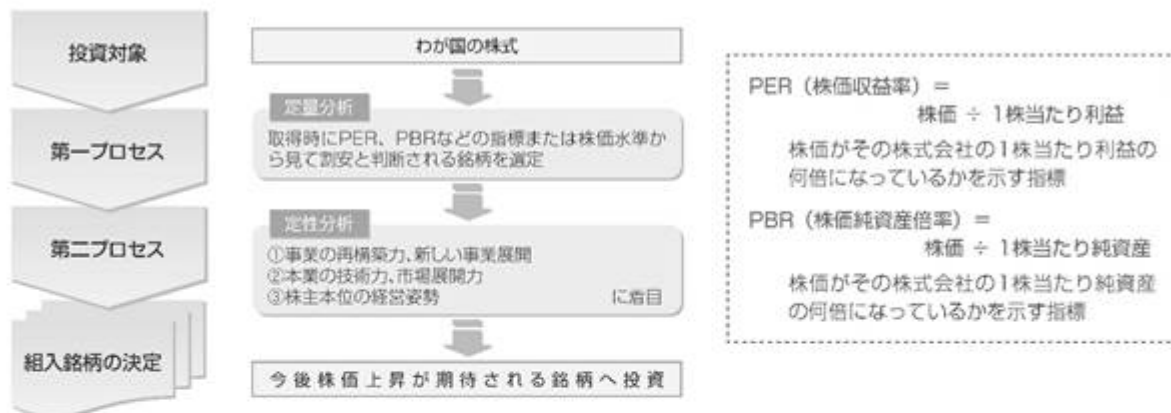 投資対象
わが国の株式
第一プロセス
定量分析
取得時にPER、PBRなどの指標または株価水準か
ら見て割安と判断される銘柄を選定
第二プロセス
定性分析
①事業の再構築力、新しい事業展開
②本業の技術力、市場展開力
③株主本位の経営姿勢 に着目
組入銘柄の決定
今後株価上昇が期待される銘柄へ投資
PER（株価収益率）＝
株価 ÷ 1株当たり利益
株価がその株式会社の1株当たり利益の
何倍になっているかを示す指標
PBR（株価純資産倍率）＝
株価 ÷ 1株当たり純資産
株価がその株式会社の1株当たり純資産
の何倍になっているかを示す指標